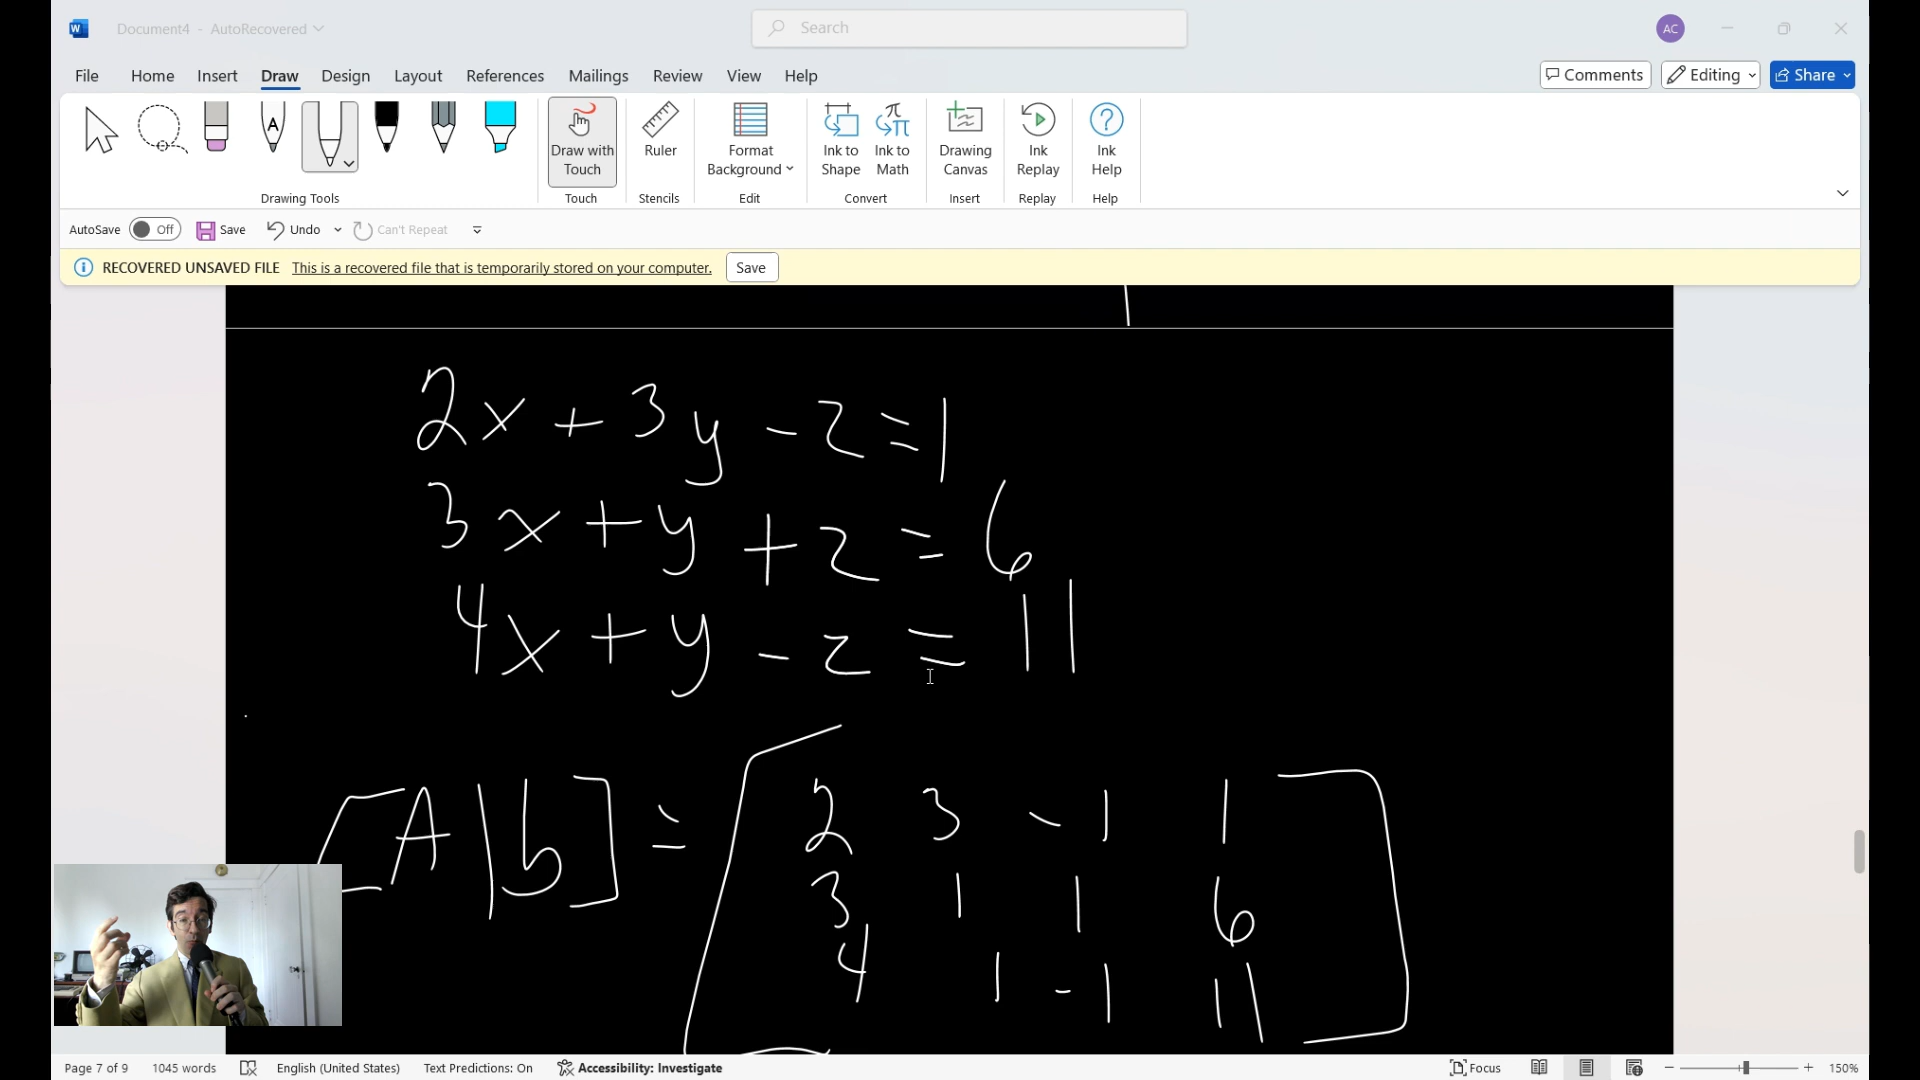 Document4 - AutoRecovered
Search
AC
File Home Insert Draw Design Layout References Mailings Review View Help
Comments Editing Share
A
Draw with Touch
Ruler
Format Background
Ink to Shape
Ink to Math
Drawing Canvas
Ink Replay
Ink Help
Drawing Tools Touch Stencils Edit Convert Insert Replay Help
AutoSave Off Save Undo Can't Repeat
RECOVERED UNSAVED FILE This is a recovered file that is temporarily stored on your computer. Save
2x + 3y - z = 1
3x + y + z = 6
4x + y - z = 11
[A|b] =
2 3 -1 1
3 1 1 6
4 1 -1 11
Page 7 of 9 1045 words English (United States) Text Predictions: On Accessibility: Investigate Focus 150%